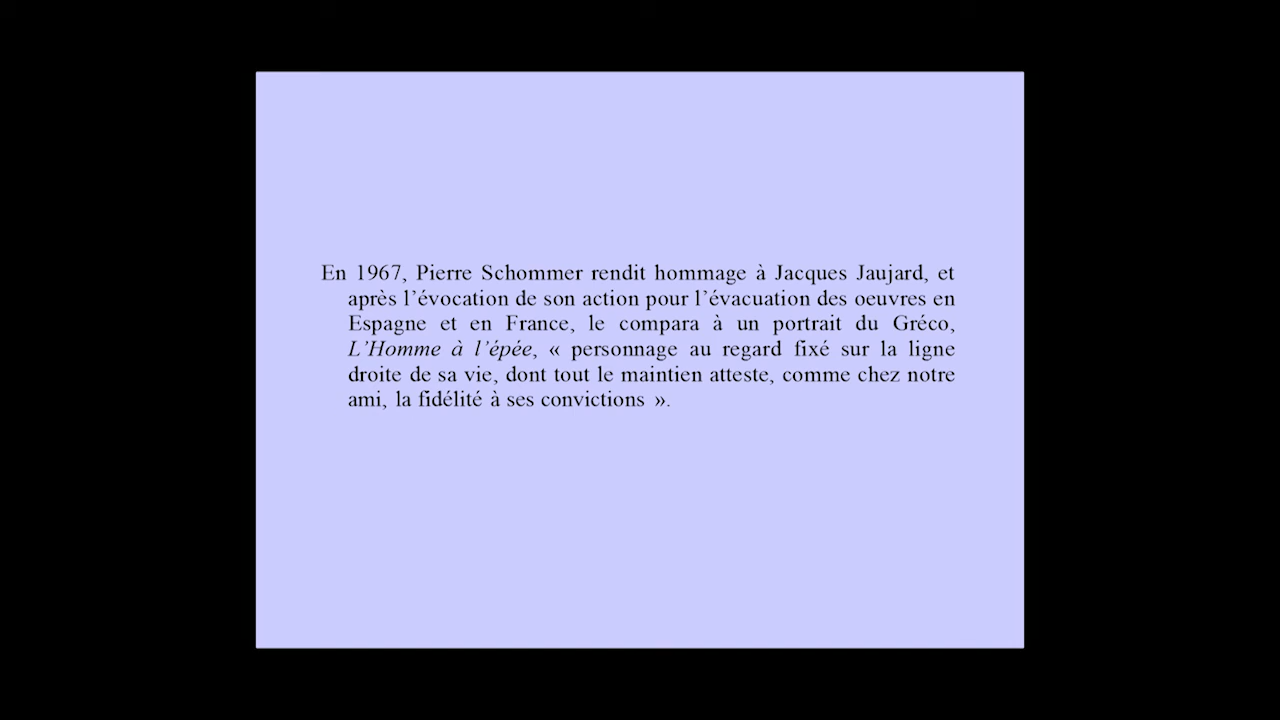 En 1967, Pierre Schommer rendit hommage à Jacques Jaujard, et
après l’évocation de son action pour l’évacuation des oeuvres en
Espagne et en France, le compara à un portrait du Gréco,
L’Homme à l’épée, « personnage au regard fixé sur la ligne
droite de sa vie, dont tout le maintien atteste, comme chez notre
ami, la fidélité à ses convictions ».